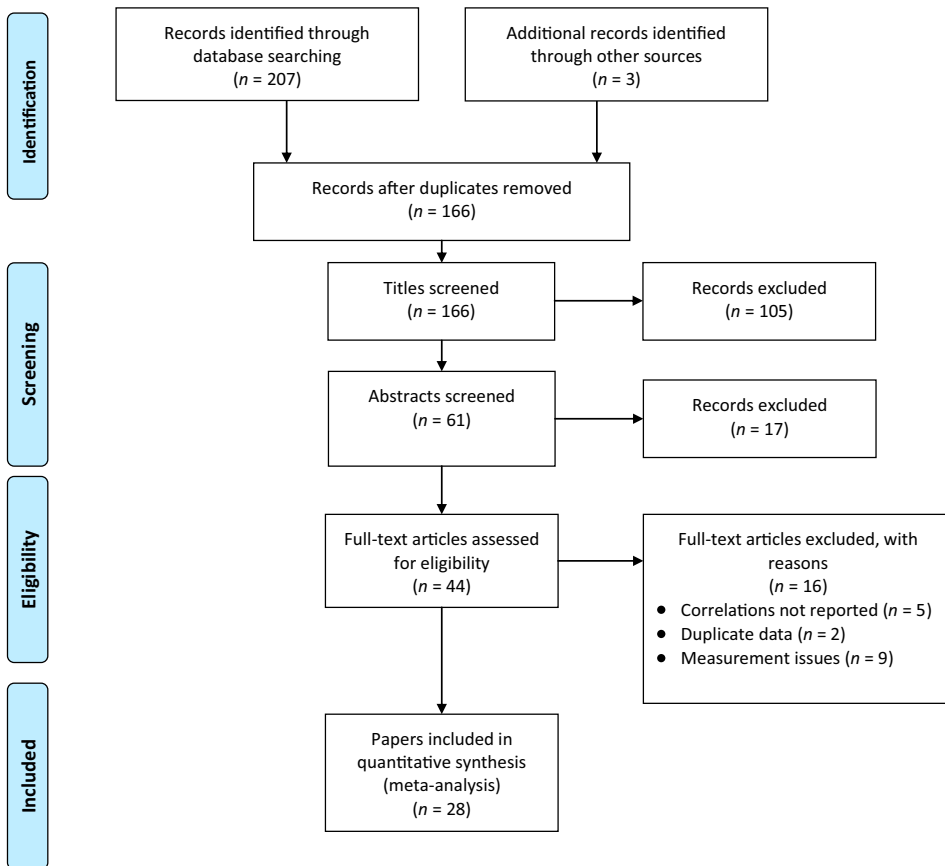 Identification
Records identified through
database searching
(n = 207)
Additional records identified
through other sources
(n = 3)
Records after duplicates removed
(n = 166)
Screening
Titles screened
(n = 166)
Records excluded
(n = 105)
Abstracts screened
(n = 61)
Records excluded
(n = 17)
Eligibility
Full-text articles assessed
for eligibility
(n = 44)
Full-text articles excluded, with
reasons
(n = 16)
● Correlations not reported (n = 5)
● Duplicate data (n = 2)
● Measurement issues (n = 9)
Included
Papers included in
quantitative synthesis
(meta-analysis)
(n = 28)